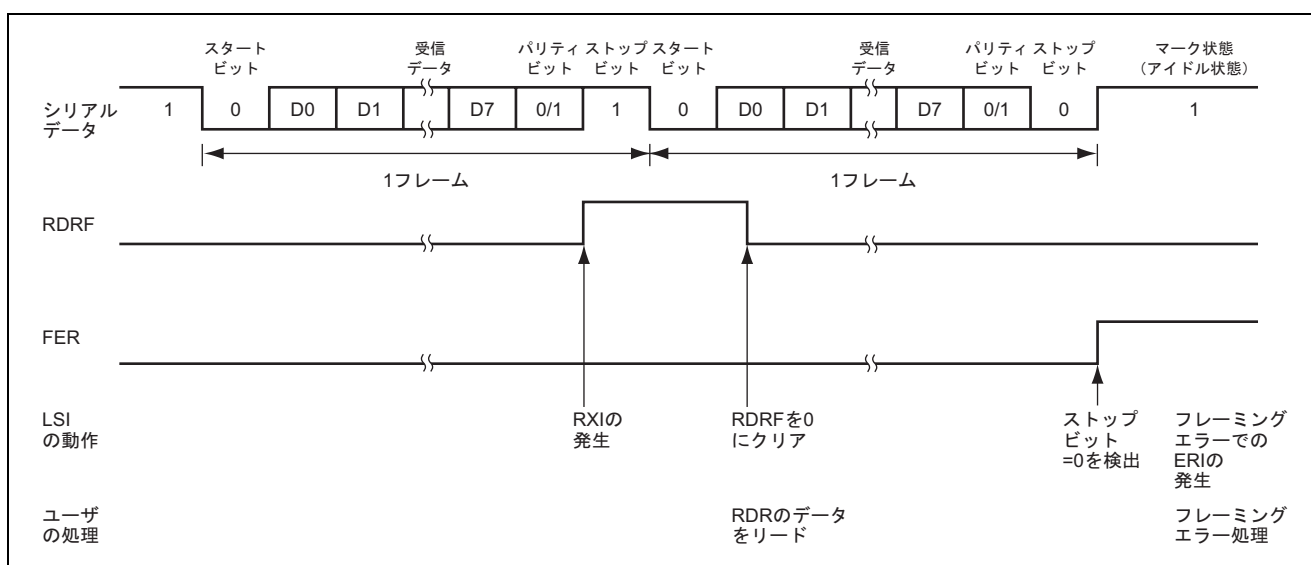 スタート
ビット
受信
データ
パリティ
ビット
ストップ
ビット
スタート
ビット
受信
データ
パリティ
ビット
ストップ
ビット
マーク状態
(アイドル状態)
シリアル
データ
1 0 D0 D1 D7 0/1 1 0 D0 D1 D7 0/1 0 1
1フレーム 1フレーム
RDRF
FER
LSI
の動作
RXIの
発生
RDRFを0
にクリア
ストップ
ビット
=0を検出
フレーミング
エラーでの
ERIの
発生
ユーザ
の処理
RDRのデータ
をリード
フレーミング
エラー処理